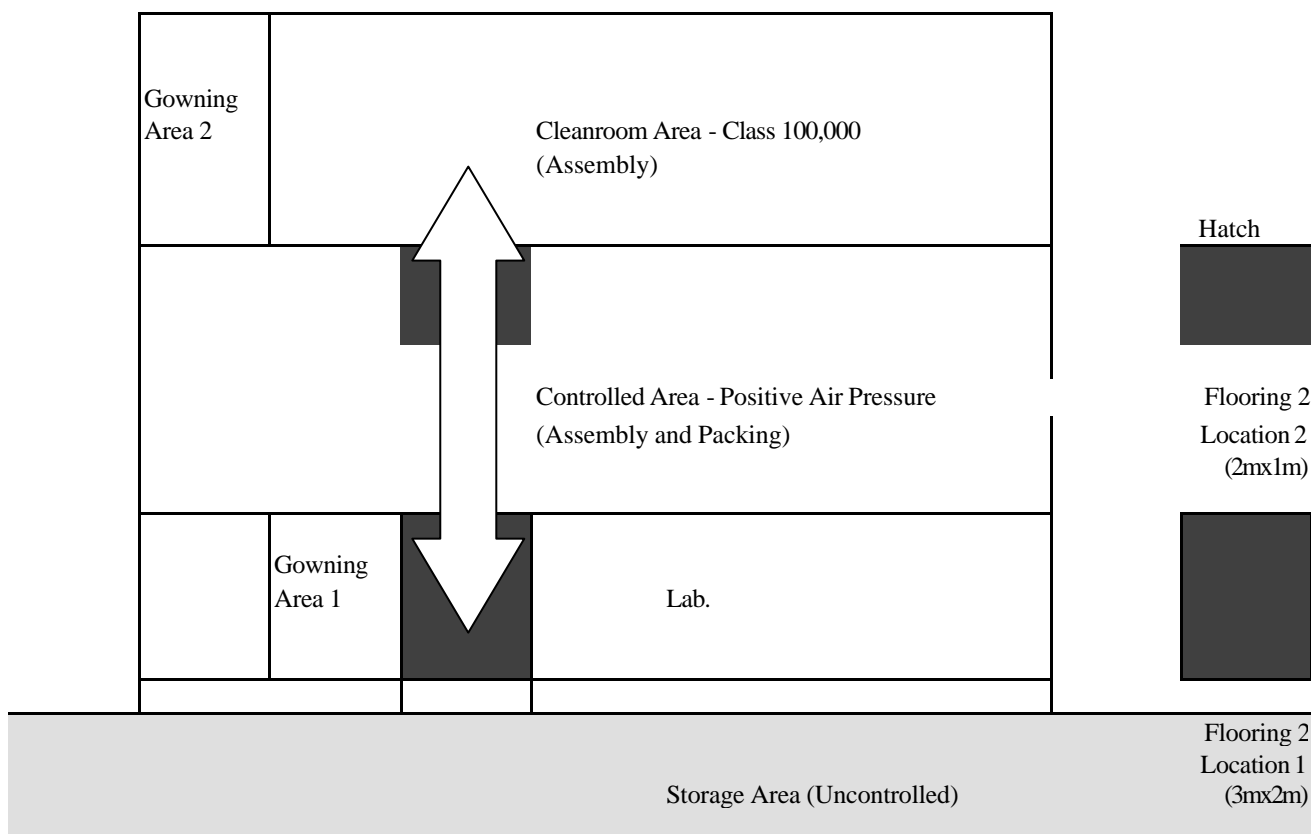 Gowning
Area 2
Cleanroom Area - Class 100,000
(Assembly)
Hatch
Controlled Area - Positive Air Pressure
(Assembly and Packing)
Flooring 2
Location 2
(2mx1m)
Gowning
Area 1
Lab.
Flooring 2
Location 1
(3mx2m)
Storage Area (Uncontrolled)